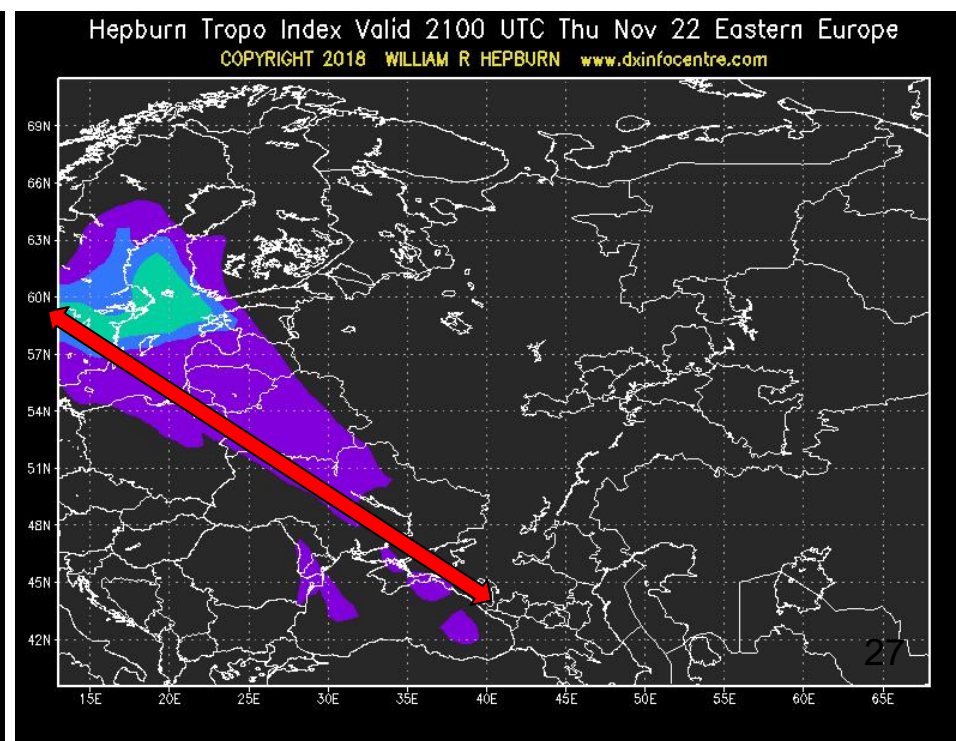 Hepburn Tropo Index Valid 2100 UTC Thu Nov 22 Eastern Europe
COPYRIGHT 2018 WILLIAM R HEPBURN www.dxinfocentre.com
69N
66N
63N
60N
57N
54N
51N
48N
45N
42N
27
15E 20E 25E 30E 35E 40E 45E 50E 55E 60E 65E